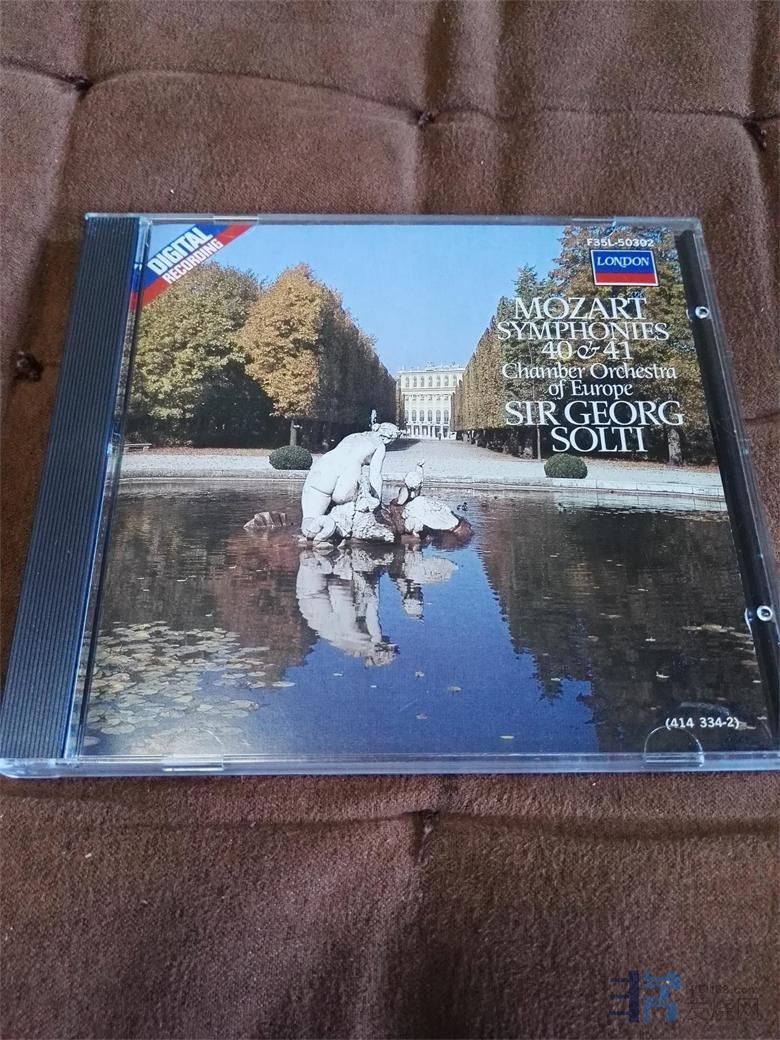 DIGITAL
RECORDING
F35L-50392
LONDON
MOZART
SYMPHONIES
40 & 41
Chamber Orchestra
of Europe
SIR GEORG
SOLTI
(414 334-2)